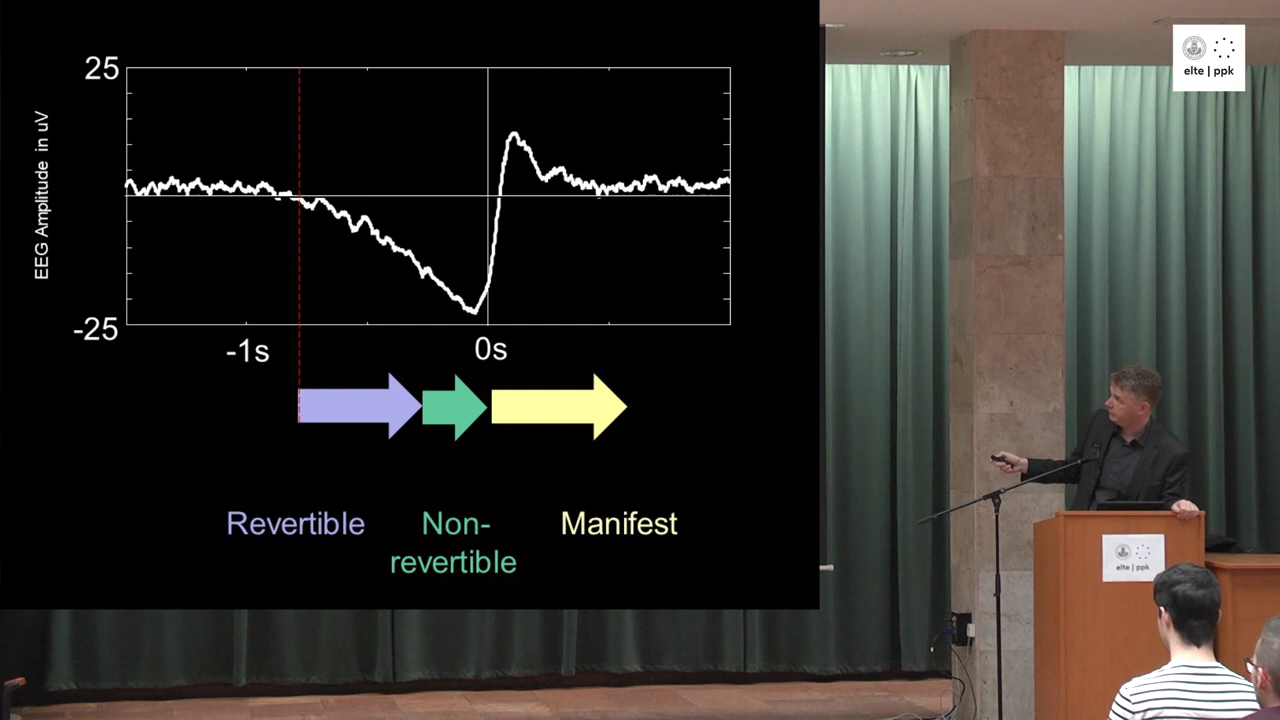 25
EEG Amplitude in uV
-25
-1s
0s
Revertible
Non-
revertible
Manifest
elte | ppk
elte | ppk